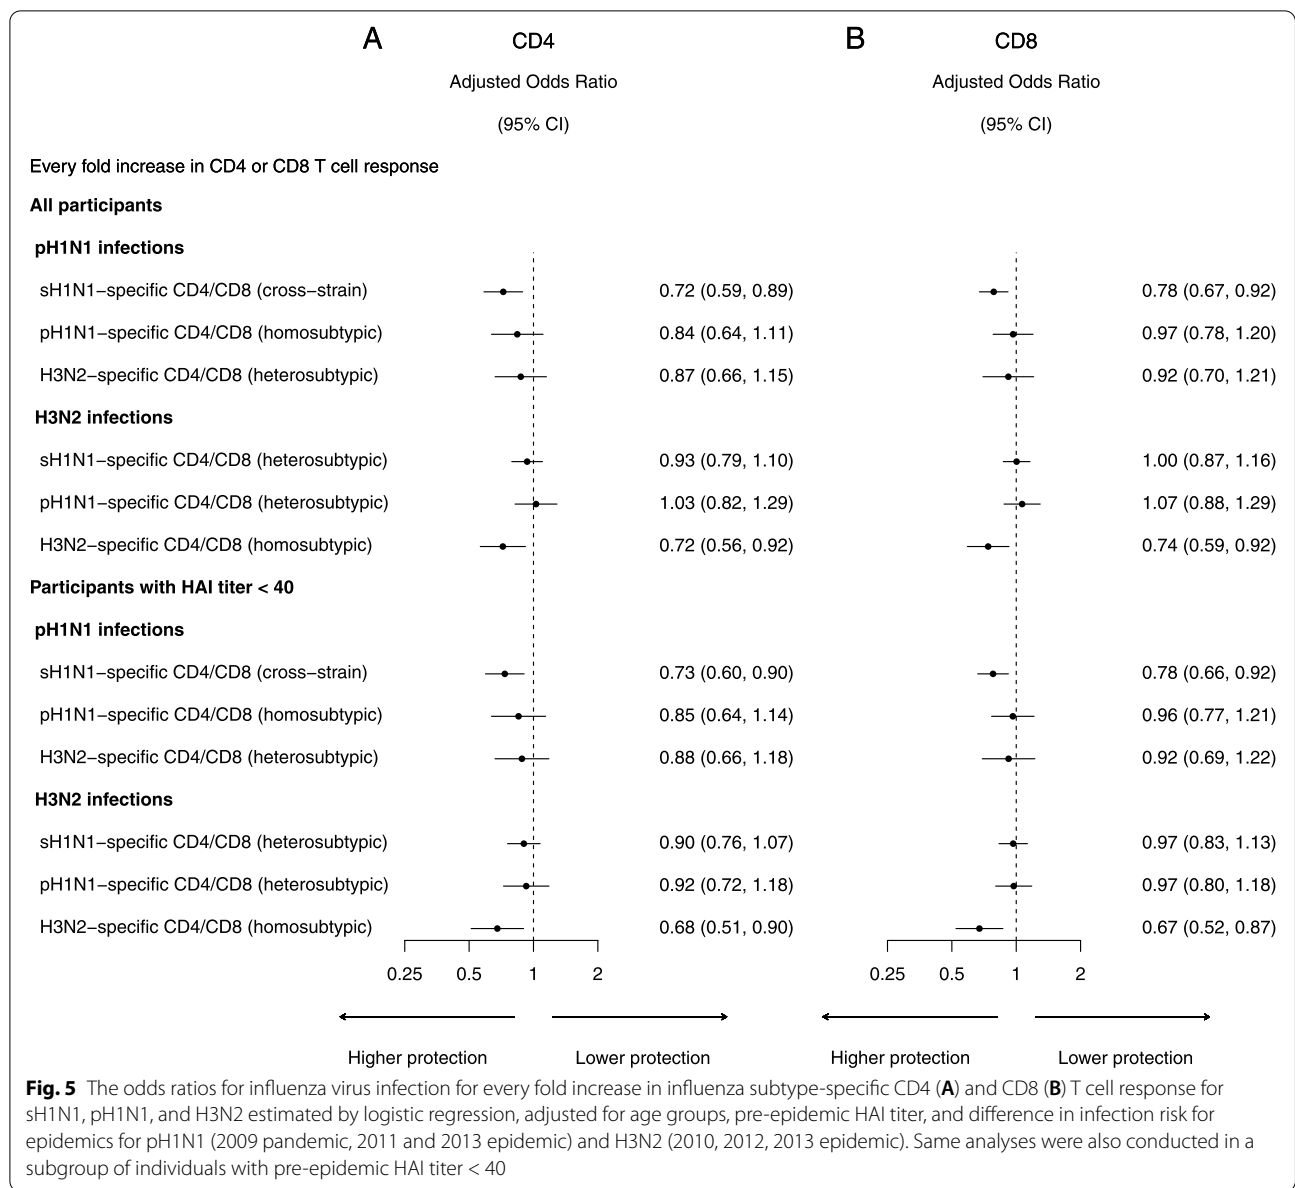 A B
CD4 CD8
Adjusted Odds Ratio Adjusted Odds Ratio
(95% CI) (95% CI)
Every fold increase in CD4 or CD8 T cell response
All participants
pH1N1 infections
sH1N1−specific CD4/CD8 (cross−strain) 0.72 (0.59, 0.89) 0.78 (0.67, 0.92)
pH1N1−specific CD4/CD8 (homosubtypic) 0.84 (0.64, 1.11) 0.97 (0.78, 1.20)
H3N2−specific CD4/CD8 (heterosubtypic) 0.87 (0.66, 1.15) 0.92 (0.70, 1.21)
H3N2 infections
sH1N1−specific CD4/CD8 (heterosubtypic) 0.93 (0.79, 1.10) 1.00 (0.87, 1.16)
pH1N1−specific CD4/CD8 (heterosubtypic) 1.03 (0.82, 1.29) 1.07 (0.88, 1.29)
H3N2−specific CD4/CD8 (homosubtypic) 0.72 (0.56, 0.92) 0.74 (0.59, 0.92)
Participants with HAI titer < 40
pH1N1 infections
sH1N1−specific CD4/CD8 (cross−strain) 0.73 (0.60, 0.90) 0.78 (0.66, 0.92)
pH1N1−specific CD4/CD8 (homosubtypic) 0.85 (0.64, 1.14) 0.96 (0.77, 1.21)
H3N2−specific CD4/CD8 (heterosubtypic) 0.88 (0.66, 1.18) 0.92 (0.69, 1.22)
H3N2 infections
sH1N1−specific CD4/CD8 (heterosubtypic) 0.90 (0.76, 1.07) 0.97 (0.83, 1.13)
pH1N1−specific CD4/CD8 (heterosubtypic) 0.92 (0.72, 1.18) 0.97 (0.80, 1.18)
H3N2−specific CD4/CD8 (homosubtypic) 0.68 (0.51, 0.90) 0.67 (0.52, 0.87)
0.25 0.5 1 2 0.25 0.5 1 2
Higher protection Lower protection Higher protection Lower protection
Fig. 5 The odds ratios for influenza virus infection for every fold increase in influenza subtype-specific CD4 (A) and CD8 (B) T cell response for
sH1N1, pH1N1, and H3N2 estimated by logistic regression, adjusted for age groups, pre-epidemic HAI titer, and difference in infection risk for
epidemics for pH1N1 (2009 pandemic, 2011 and 2013 epidemic) and H3N2 (2010, 2012, 2013 epidemic). Same analyses were also conducted in a
subgroup of individuals with pre-epidemic HAI titer < 40